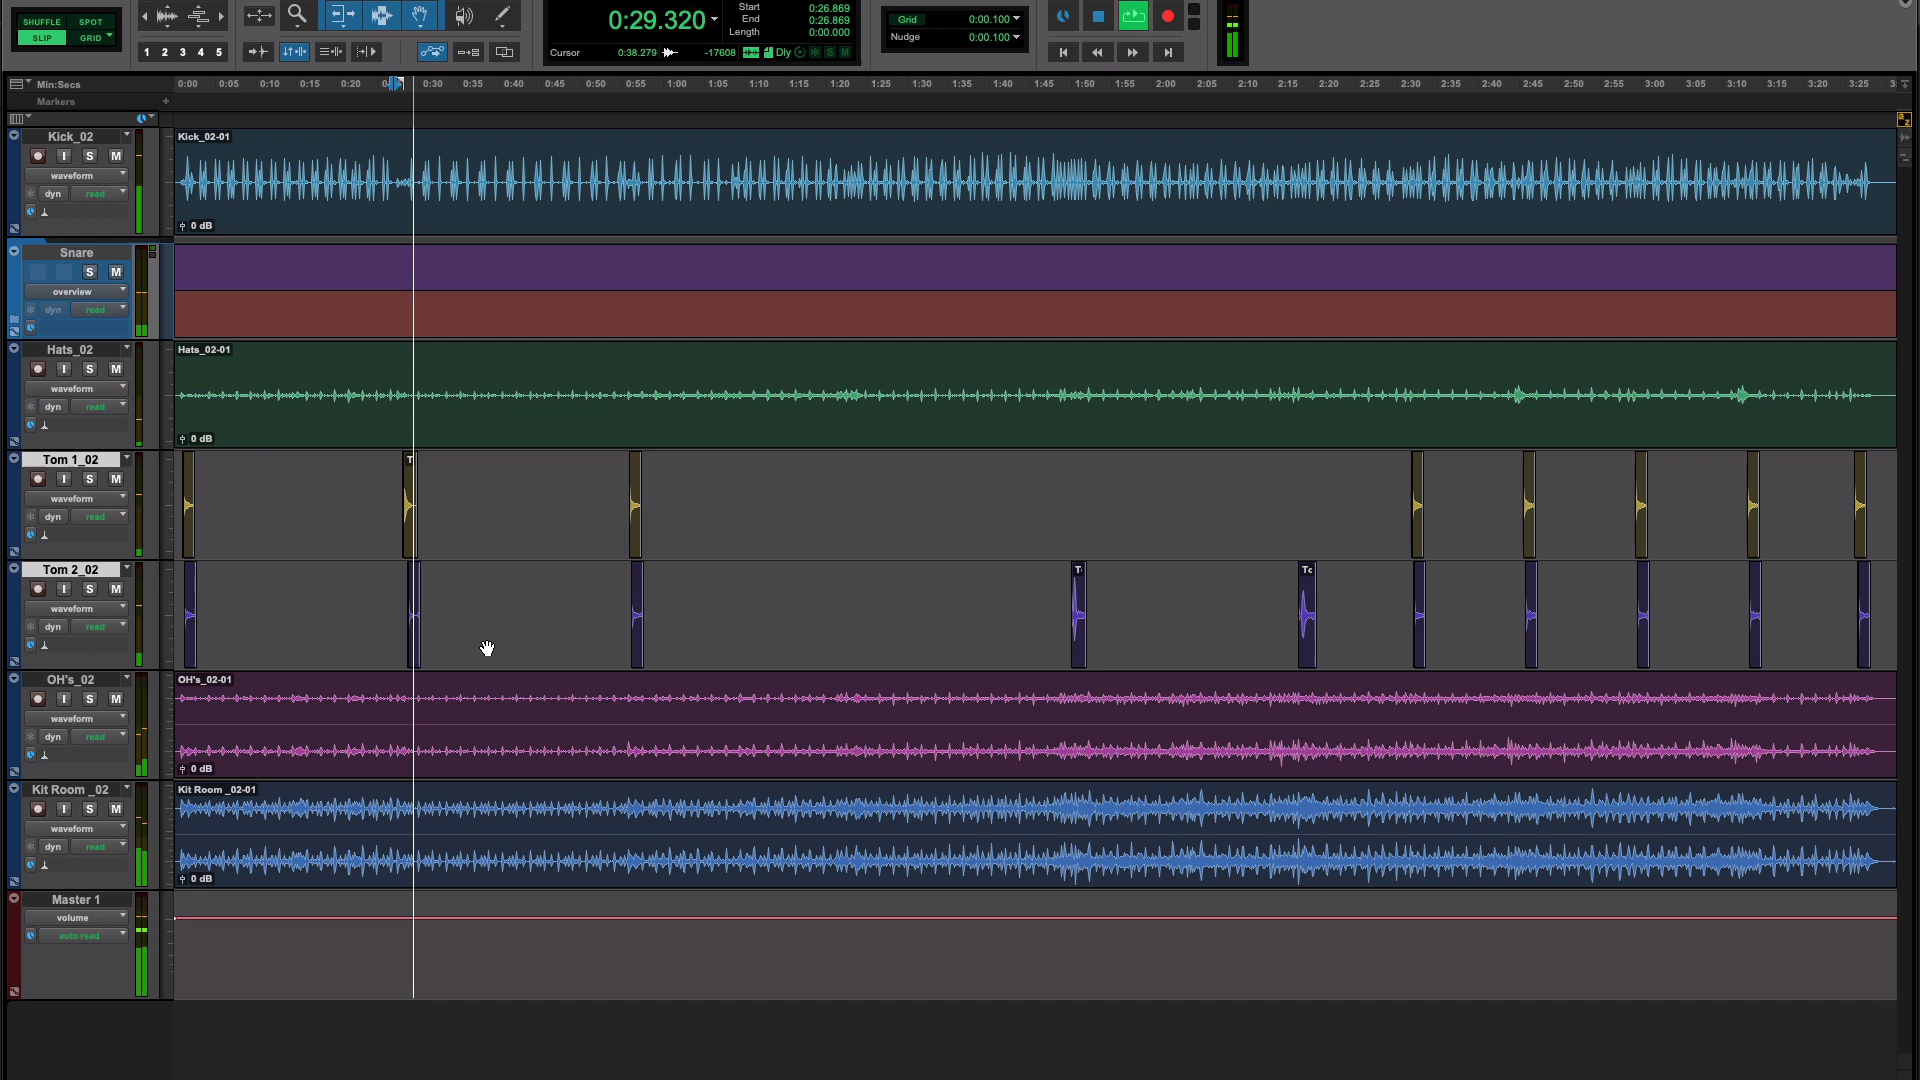 SHUFFLE SPOT
SLIP GRID
1 2 3 4 5
0:29.320
Start 0:26.869
End 0:26.869
Length 0:00.000
Cursor 0:38.279 -17608 Dly S M
Grid 0:00.100
Nudge 0:00.100
Min:Secs 0:00 0:05 0:10 0:15 0:20 0:30 0:35 0:40 0:45 0:50 0:55 1:00 1:05 1:10 1:15 1:20 1:25 1:30 1:35 1:40 1:45 1:50 1:55 2:00 2:05 2:10 2:15 2:20 2:25 2:30 2:35 2:40 2:45 2:50 2:55 3:00 3:05 3:10 3:15 3:20 3:25 3:
Markers +
a z
Kick_02 Kick_02-01
I S M
waveform
dyn read
0 dB
Snare
S M
overview
dyn read
Hats_02 Hats_02-01
I S M
waveform
dyn read
0 dB
Tom 1_02 T
I S M
waveform
dyn read
Tom 2_02 T To
I S M
waveform
dyn read
OH's_02 OH's_02-01
I S M
waveform
dyn read
0 dB
Kit Room _02 Kit Room _02-01
I S M
waveform
dyn read
0 dB
Master 1
volume
auto read